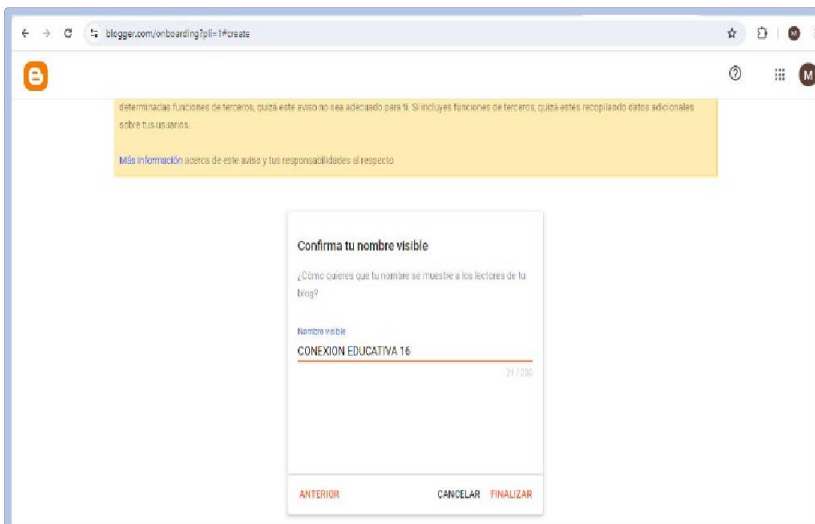 blogger.com/onboarding?pli=1#create
M
M
determinadas funciones de terceros, quizá este aviso no sea adecuado para ti. Si incluyes funciones de terceros, quizá estés recopilando datos adicionales
sobre tus usuarios.
Más información acerca de este aviso y tus responsabilidades al respecto
Confirma tu nombre visible
¿Cómo quieres que tu nombre se muestre a los lectores de tu
blog?
Nombre visible
CONEXION EDUCATIVA 16
21 / 200
ANTERIOR CANCELAR FINALIZAR